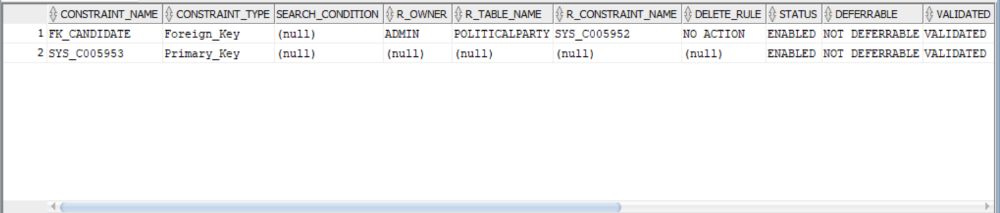 CONSTRAINT_NAME CONSTRAINT_TYPE SEARCH_CONDITION R_OWNER R_TABLE_NAME R_CONSTRAINT_NAME DELETE_RULE STATUS DEFERRABLE VALIDATED
1 FK_CANDIDATE Foreign_Key (null) ADMIN POLITICALPARTY SYS_C005952 NO ACTION ENABLED NOT DEFERRABLE VALIDATED
2 SYS_C005953 Primary_Key (null) (null) (null) (null) (null) ENABLED NOT DEFERRABLE VALIDATED